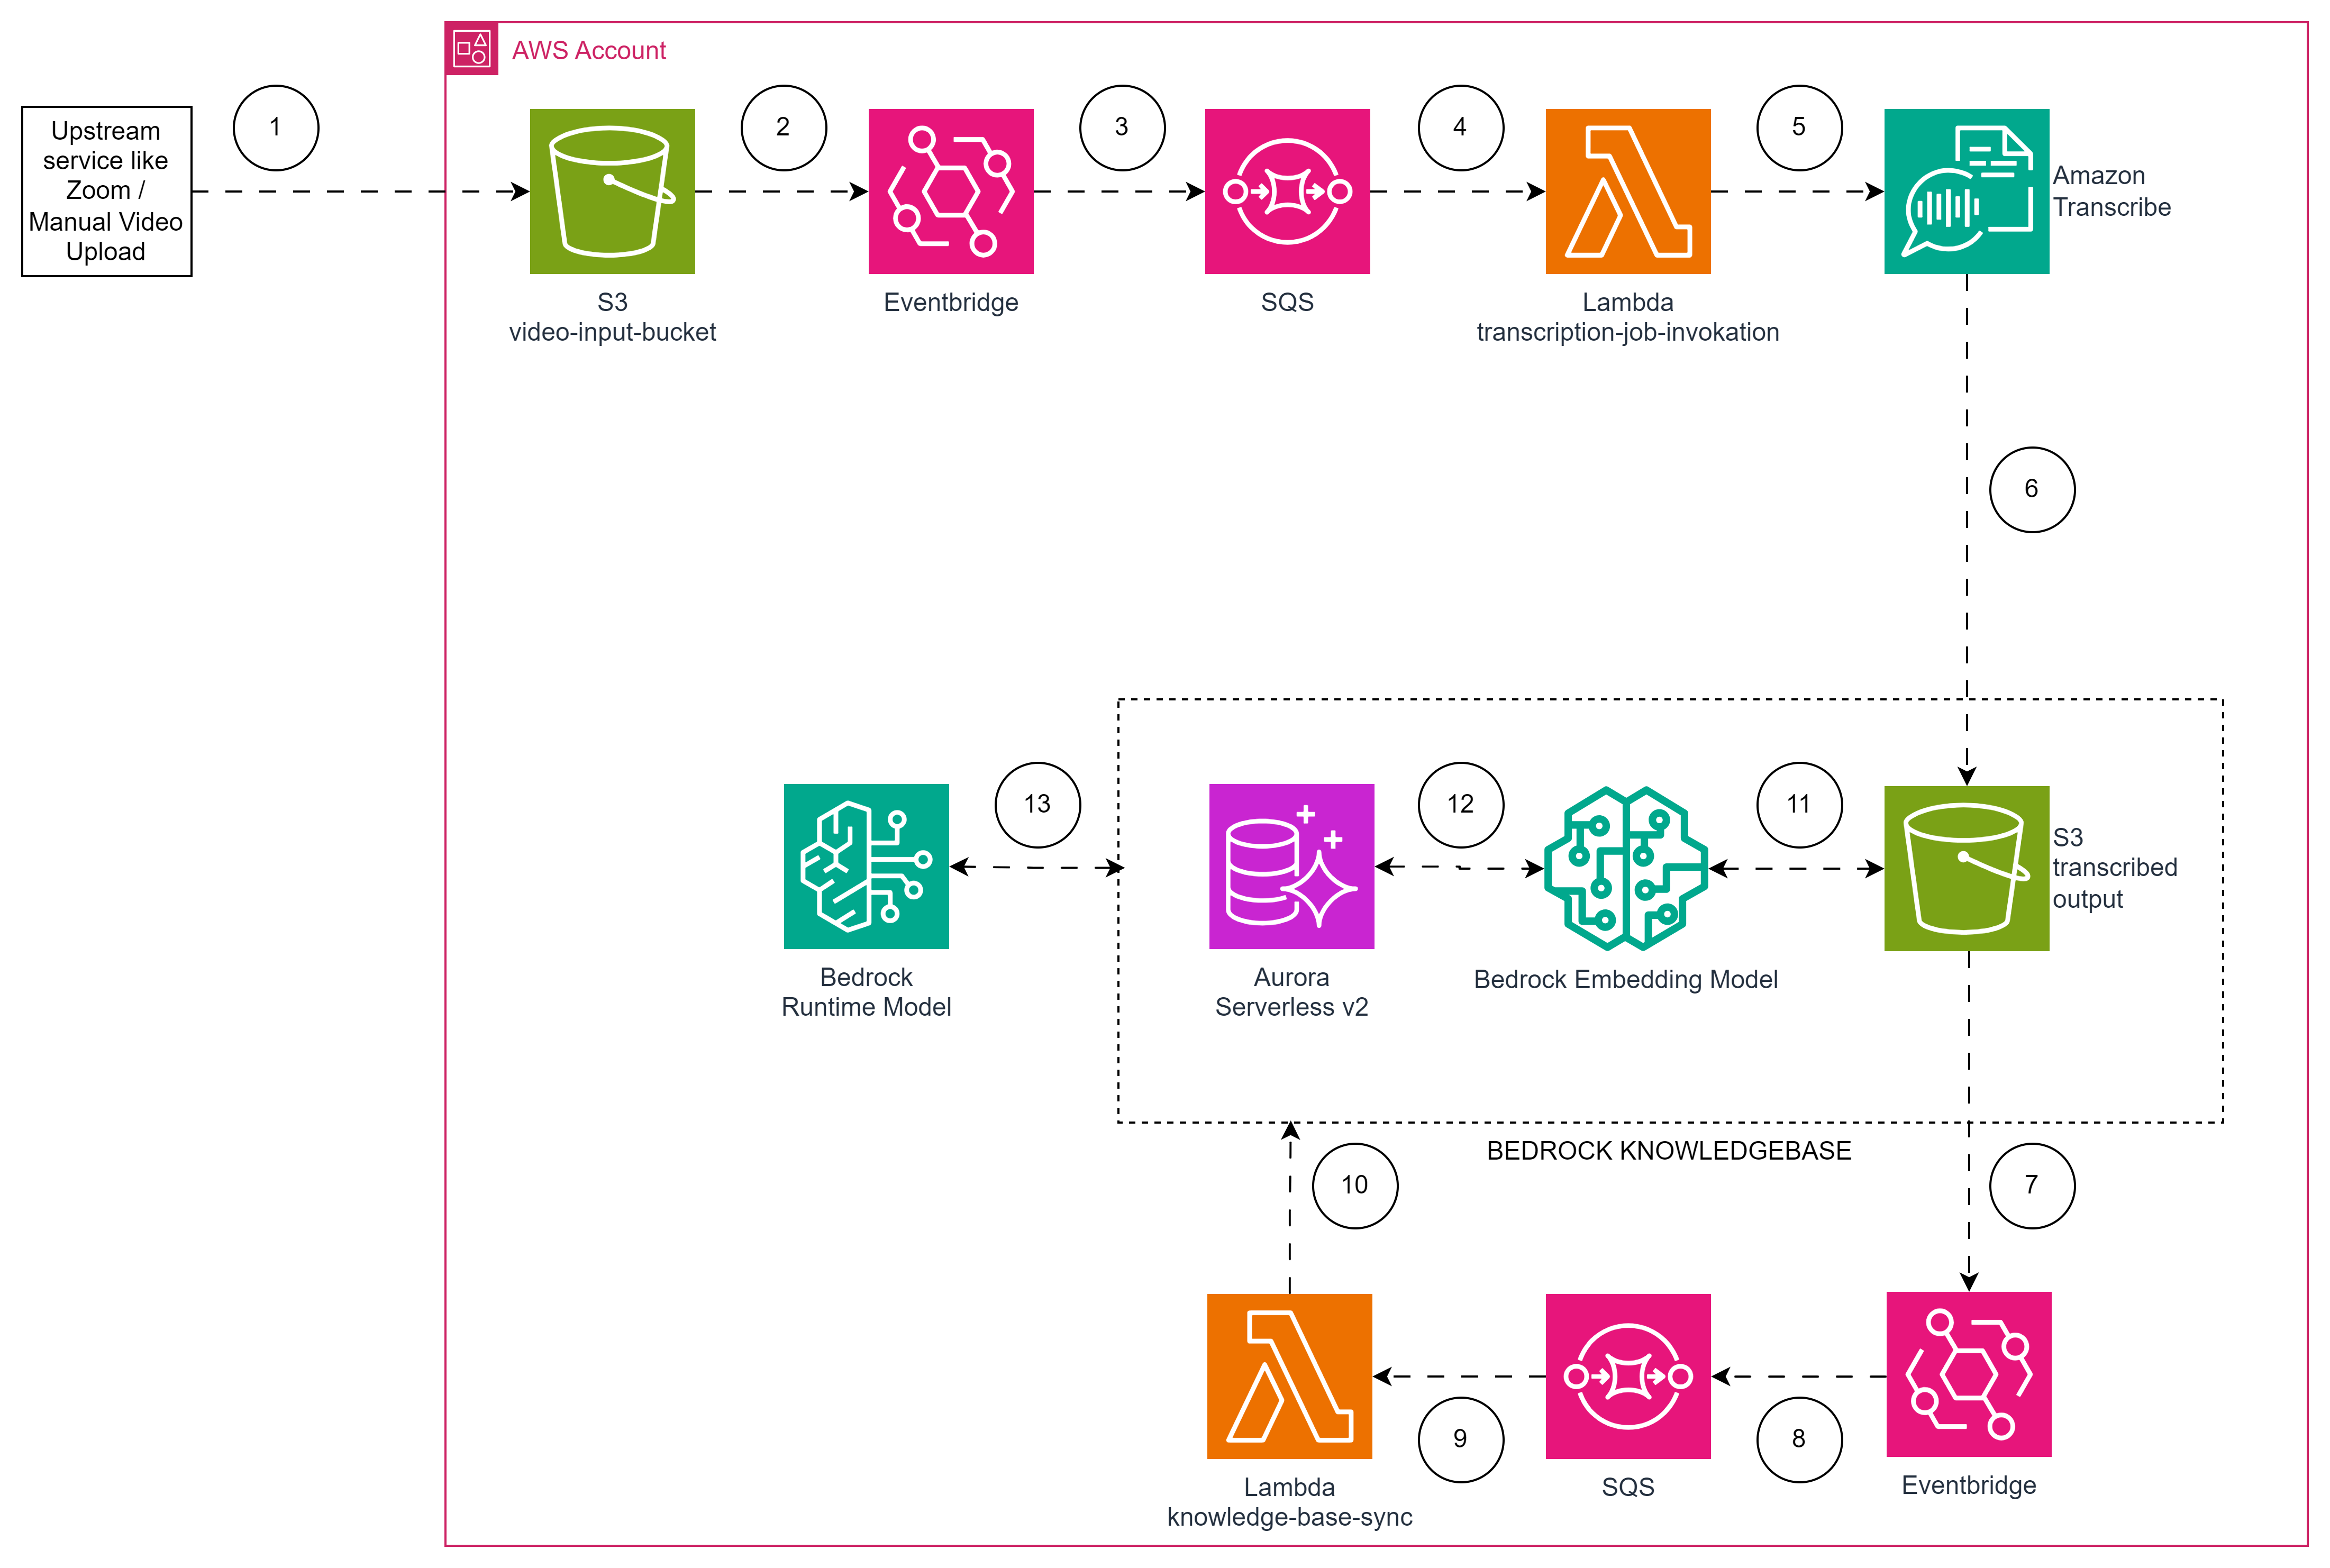 AWS Account
Upstream
service like
Zoom /
Manual Video
Upload
1
2
3
4
5
S3
video-input-bucket
Eventbridge
SQS
Lambda
transcription-job-invokation
Amazon
Transcribe
6
13
12
11
Bedrock
Runtime Model
Aurora
Serverless v2
Bedrock Embedding Model
S3
transcribed
output
BEDROCK KNOWLEDGEBASE
10
7
9
8
Lambda
knowledge-base-sync
SQS
Eventbridge